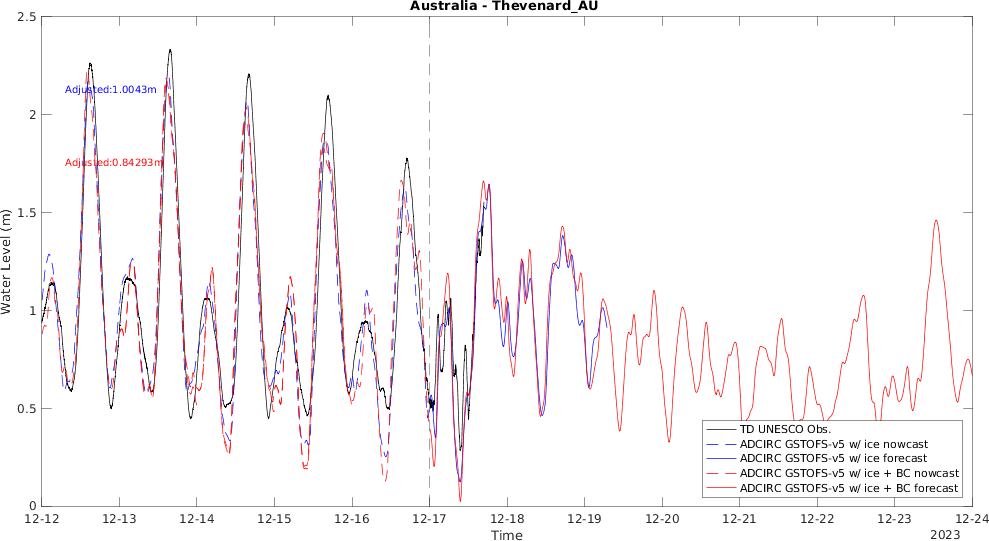 Australia - Thevenard_AU
2.5
2
1.5
1
0.5
0
Water Level (m)
Adjusted:1.0043m
Adjusted:0.84293m
TD UNESCO Obs.
ADCIRC GSTOFS-v5 w/ ice nowcast
ADCIRC GSTOFS-v5 w/ ice forecast
ADCIRC GSTOFS-v5 w/ ice + BC nowcast
ADCIRC GSTOFS-v5 w/ ice + BC forecast
12-12 12-13 12-14 12-15 12-16 12-17 12-18 12-19 12-20 12-21 12-22 12-23 12-24
Time
2023